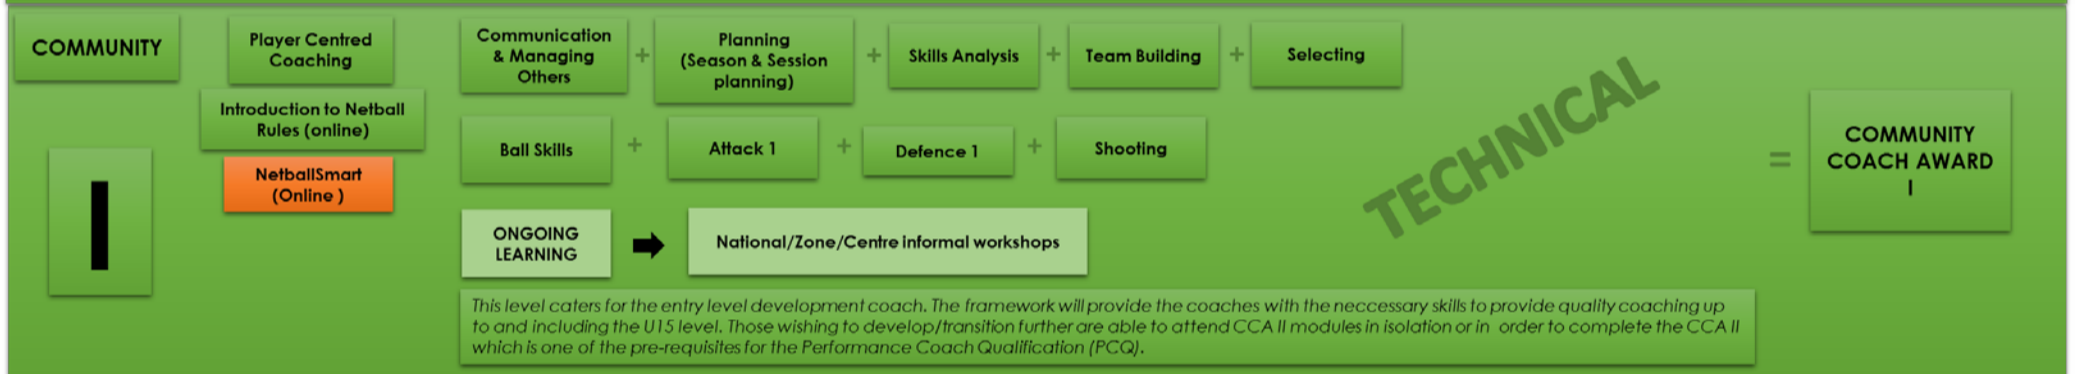 COMMUNITY
I
Player Centred
Coaching
Introduction to Netball
Rules (online)
NetballSmart
(Online )
Communication
& Managing
Others
+
Planning
(Season & Session
planning)
+
Skills Analysis
+
Team Building
+
Selecting
Ball Skills
+
Attack 1
+
Defence 1
+
Shooting
TECHNICAL
ONGOING
LEARNING
National/Zone/Centre informal workshops
This level caters for the entry level development coach. The framework will provide the coaches with the neccessary skills to provide quality coaching up
to and including the U15 level. Those wishing to develop/transition further are able to attend CCA II modules in isolation or in  order to complete the CCA II
which is one of the pre-requisites for the Performance Coach Qualification (PCQ).
=
COMMUNITY
COACH AWARD
I